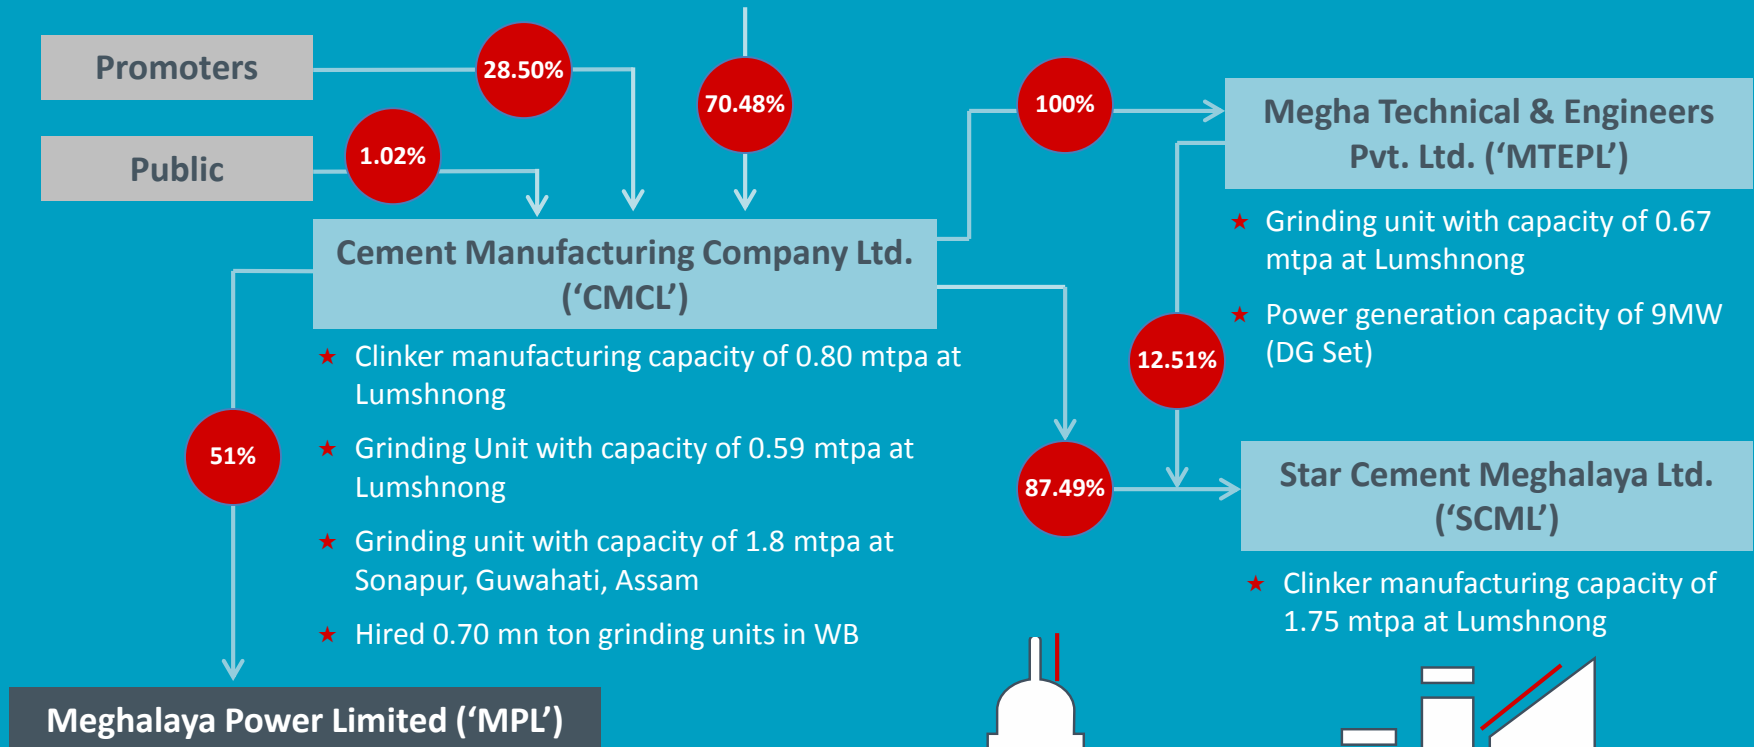 Promoters
28.50%
70.48%
100%
Public
1.02%
Megha Technical & Engineers
Pvt. Ltd. (‘MTEPL’)
★ Grinding unit with capacity of 0.67
mtpa at Lumshnong
★ Power generation capacity of 9MW
(DG Set)
Cement Manufacturing Company Ltd.
(‘CMCL’)
★ Clinker manufacturing capacity of 0.80 mtpa at
Lumshnong
★ Grinding Unit with capacity of 0.59 mtpa at
Lumshnong
★ Grinding unit with capacity of 1.8 mtpa at
Sonapur, Guwahati, Assam
★ Hired 0.70 mn ton grinding units in WB
12.51%
51%
87.49%
Star Cement Meghalaya Ltd.
(‘SCML’)
★ Clinker manufacturing capacity of
1.75 mtpa at Lumshnong
Meghalaya Power Limited (‘MPL’)